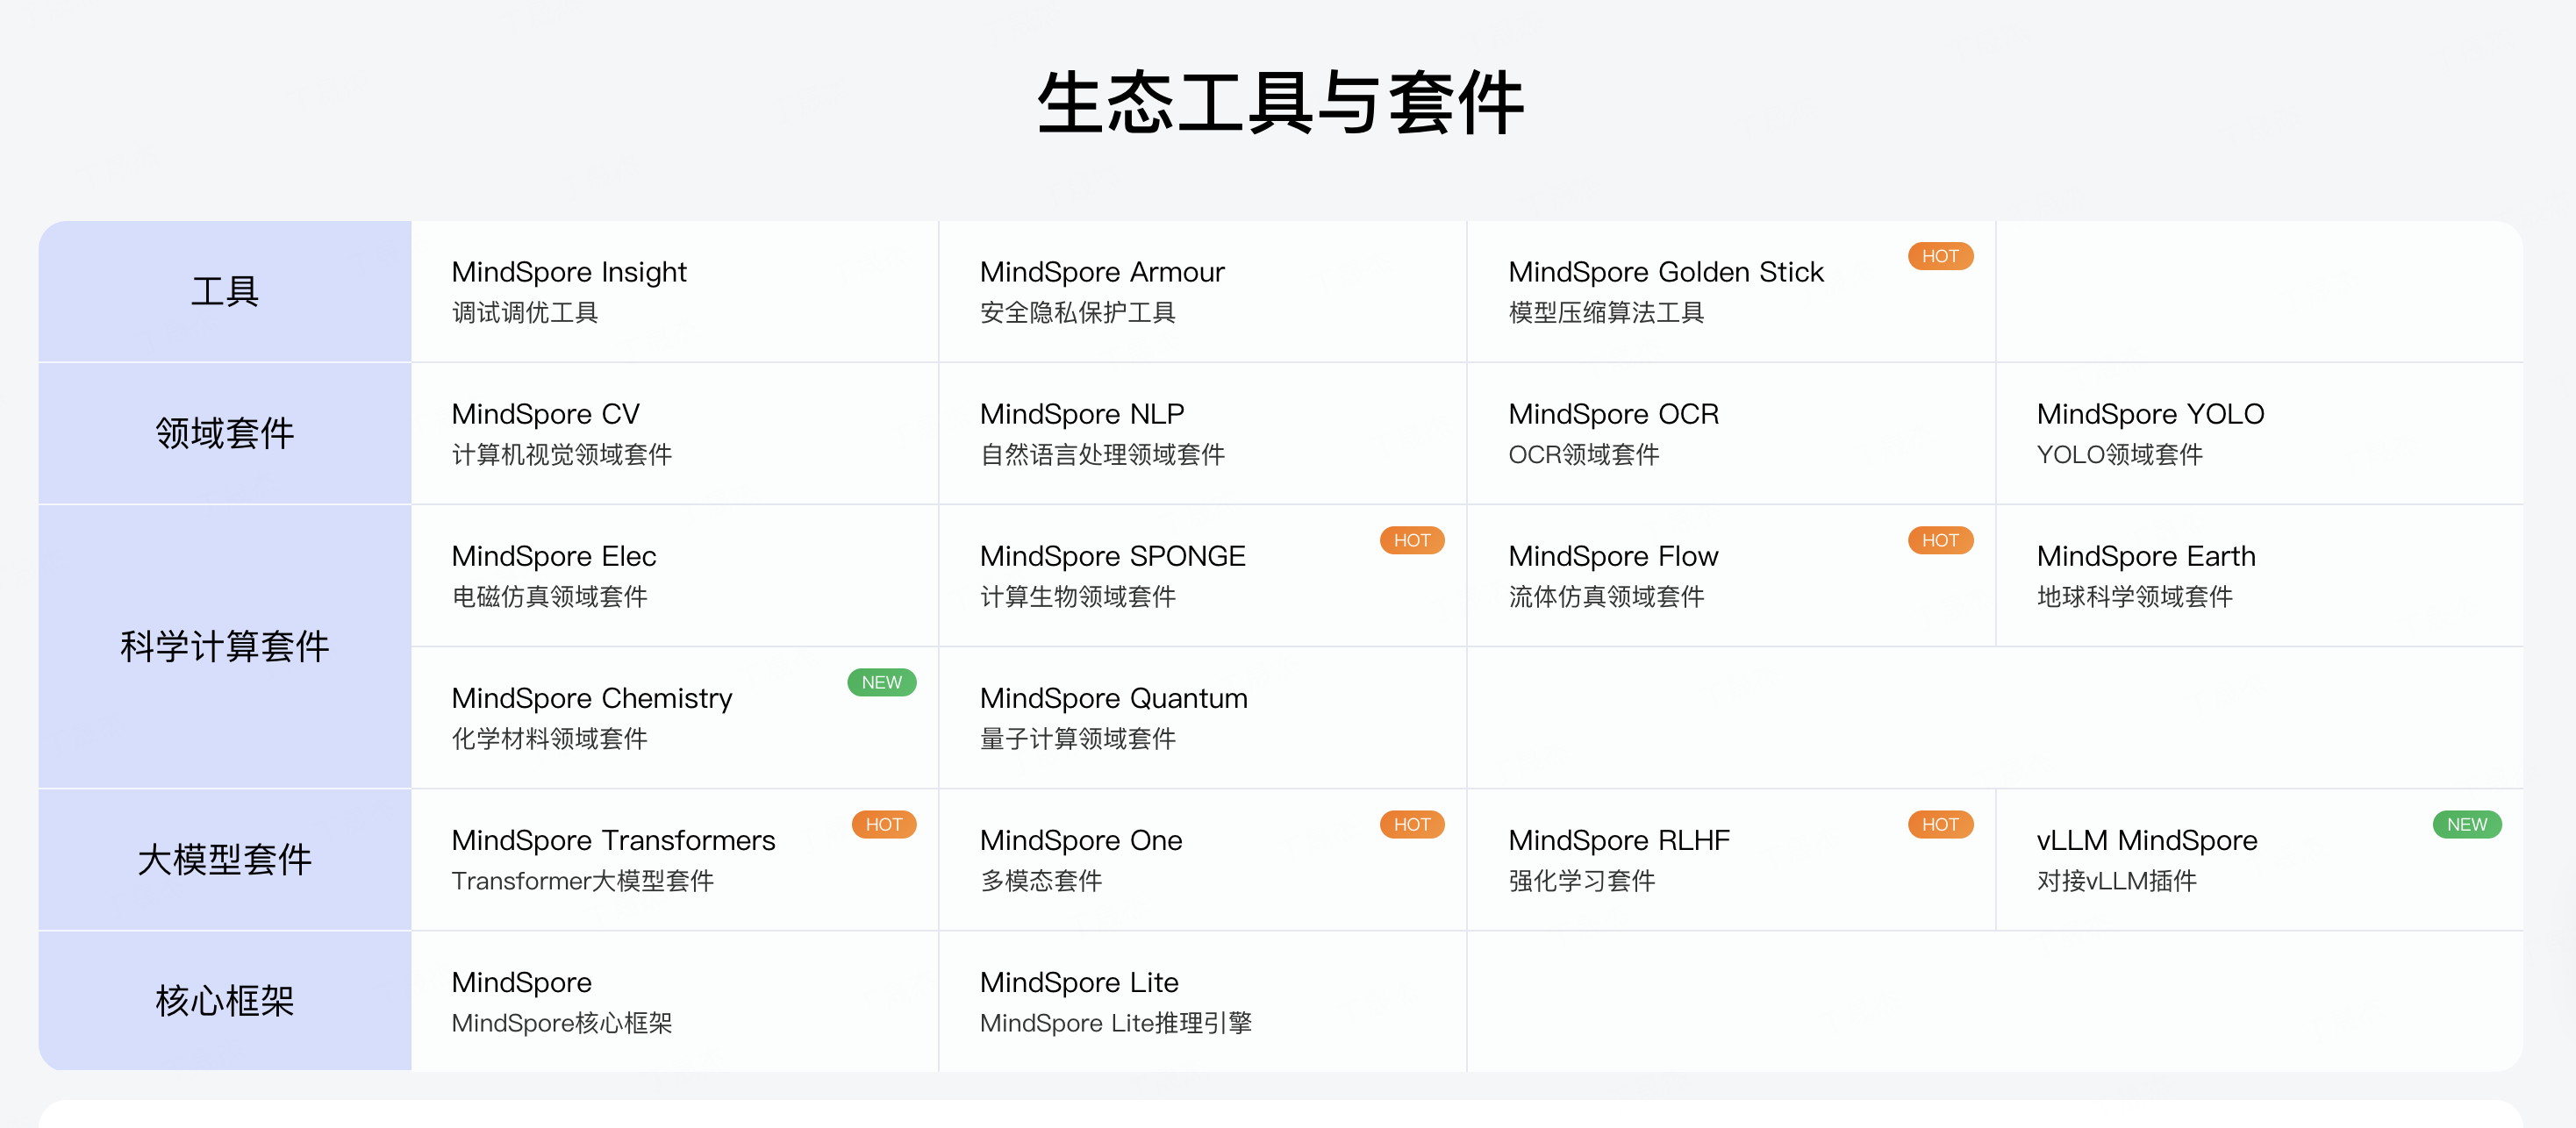 生态工具与套件
工具
MindSpore Insight
调试调优工具
MindSpore Armour
安全隐私保护工具
MindSpore Golden Stick
HOT
模型压缩算法工具
领域套件
MindSpore CV
计算机视觉领域套件
MindSpore NLP
自然语言处理领域套件
MindSpore OCR
OCR领域套件
MindSpore YOLO
YOLO领域套件
科学计算套件
MindSpore Elec
电磁仿真领域套件
MindSpore SPONGE
HOT
计算生物领域套件
MindSpore Flow
HOT
流体仿真领域套件
MindSpore Earth
地球科学领域套件
MindSpore Chemistry
NEW
化学材料领域套件
MindSpore Quantum
量子计算领域套件
大模型套件
MindSpore Transformers
HOT
Transformer大模型套件
MindSpore One
HOT
多模态套件
MindSpore RLHF
HOT
强化学习套件
vLLM MindSpore
NEW
对接vLLM插件
核心框架
MindSpore
MindSpore核心框架
MindSpore Lite
MindSpore Lite推理引擎